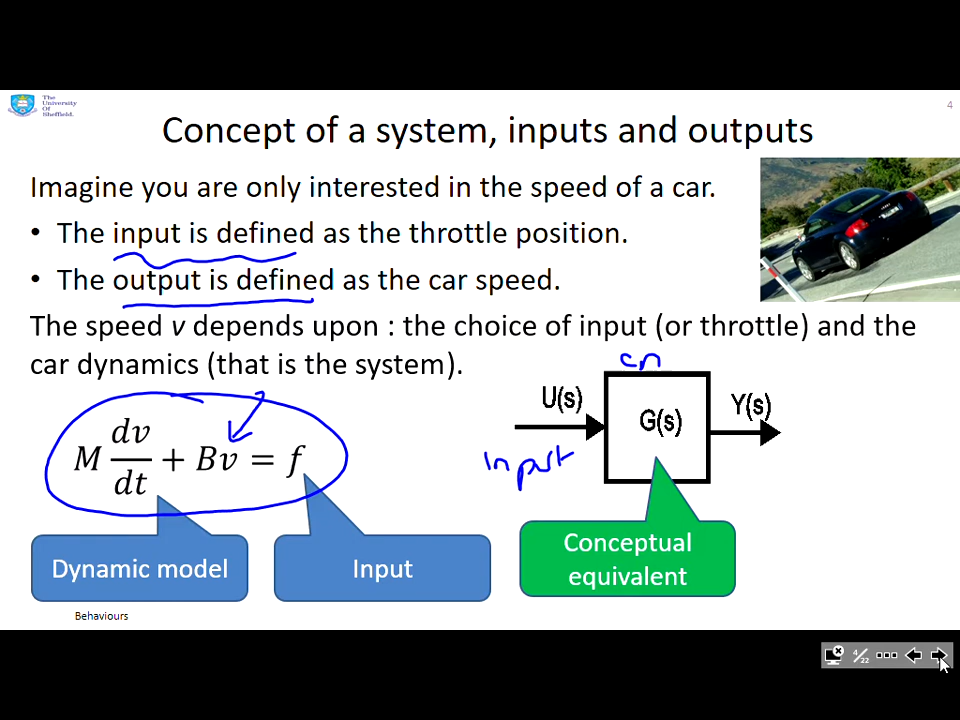 The
University
Of
Sheffield.
4
Concept of a system, inputs and outputs
Imagine you are only interested in the speed of a car.
• The input is defined as the throttle position.
• The output is defined as the car speed.
The speed v depends upon : the choice of input (or throttle) and the
car dynamics (that is the system).
M dv/dt + Bv = f
U(s)
G(s)
Y(s)
input
Dynamic model
Input
Conceptual
equivalent
Behaviours
4/22